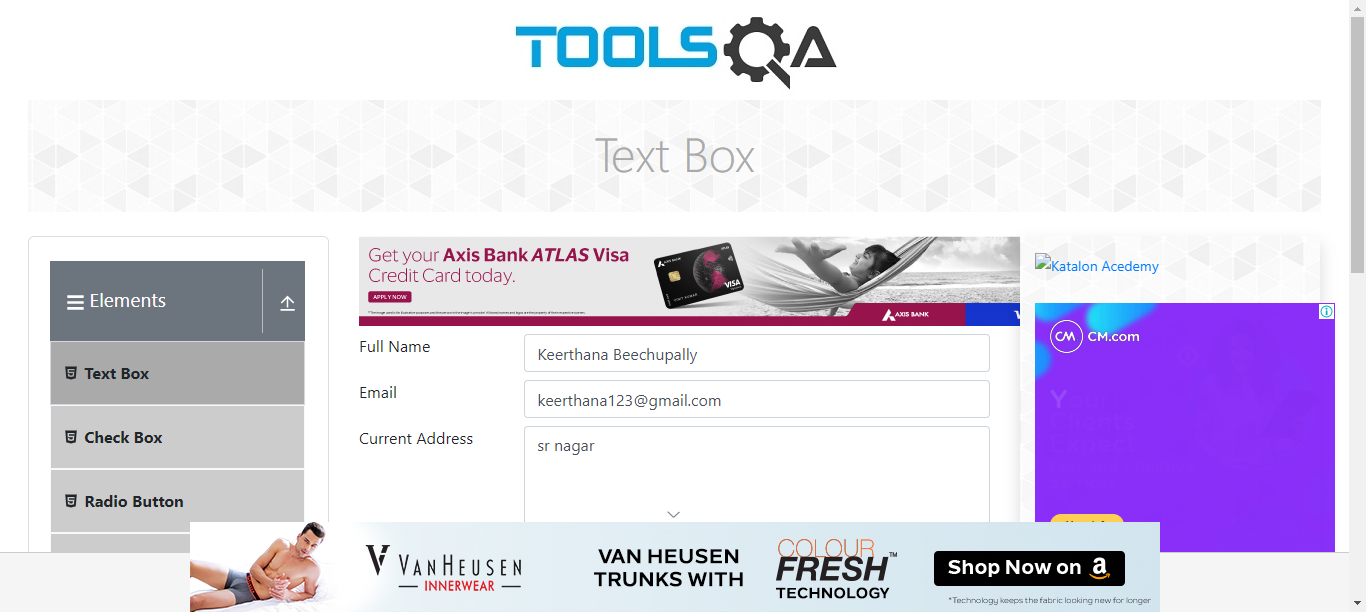 TOOLSQA
Text Box
Elements
Text Box
Check Box
Radio Button
Get your Axis Bank ATLAS Visa
Credit Card today.
APPLY NOW
AXIS BANK
Full Name
Keerthana Beechupally
Email
keerthana123@gmail.com
Current Address
sr nagar
Katalon Acedemy
CM CM.com
VAN HEUSEN
INNERWEAR
VAN HEUSEN
TRUNKS WITH
COLOUR
FRESH™
TECHNOLOGY
Shop Now on a
*Technology keeps the fabric looking new for longer